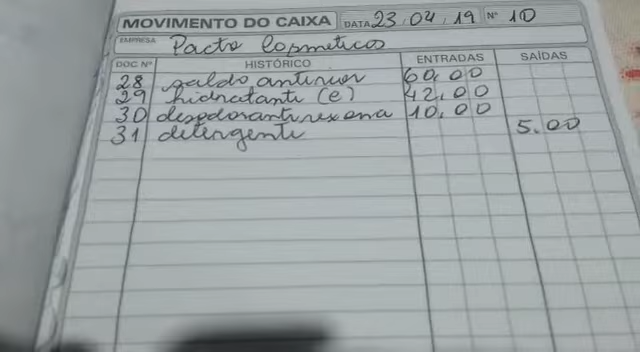 MOVIMENTO DO CAIXA DATA 23.04.19 Nº 10
EMPRESA Pacto Cosmeticos
DOC. Nº HISTÓRICO ENTRADAS SAÍDAS
28 saldo anterior 60,00
29 hidratante (e) 42,00
30 desodorante rexona 10,00
31 detergente 5.00